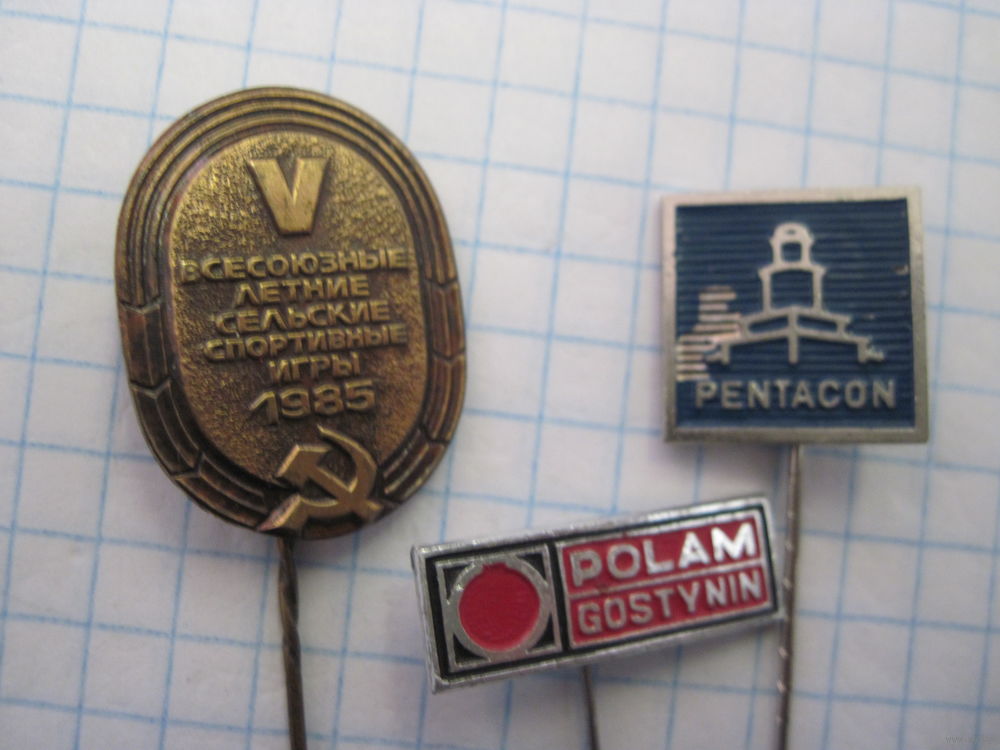 V
ВСЕСОЮЗНЫЕ
ЛЕТНИЕ
СЕЛЬСКИЕ
СПОРТИВНЫЕ
ИГРЫ
1985
PENTACON
POLAM
GOSTYNIN